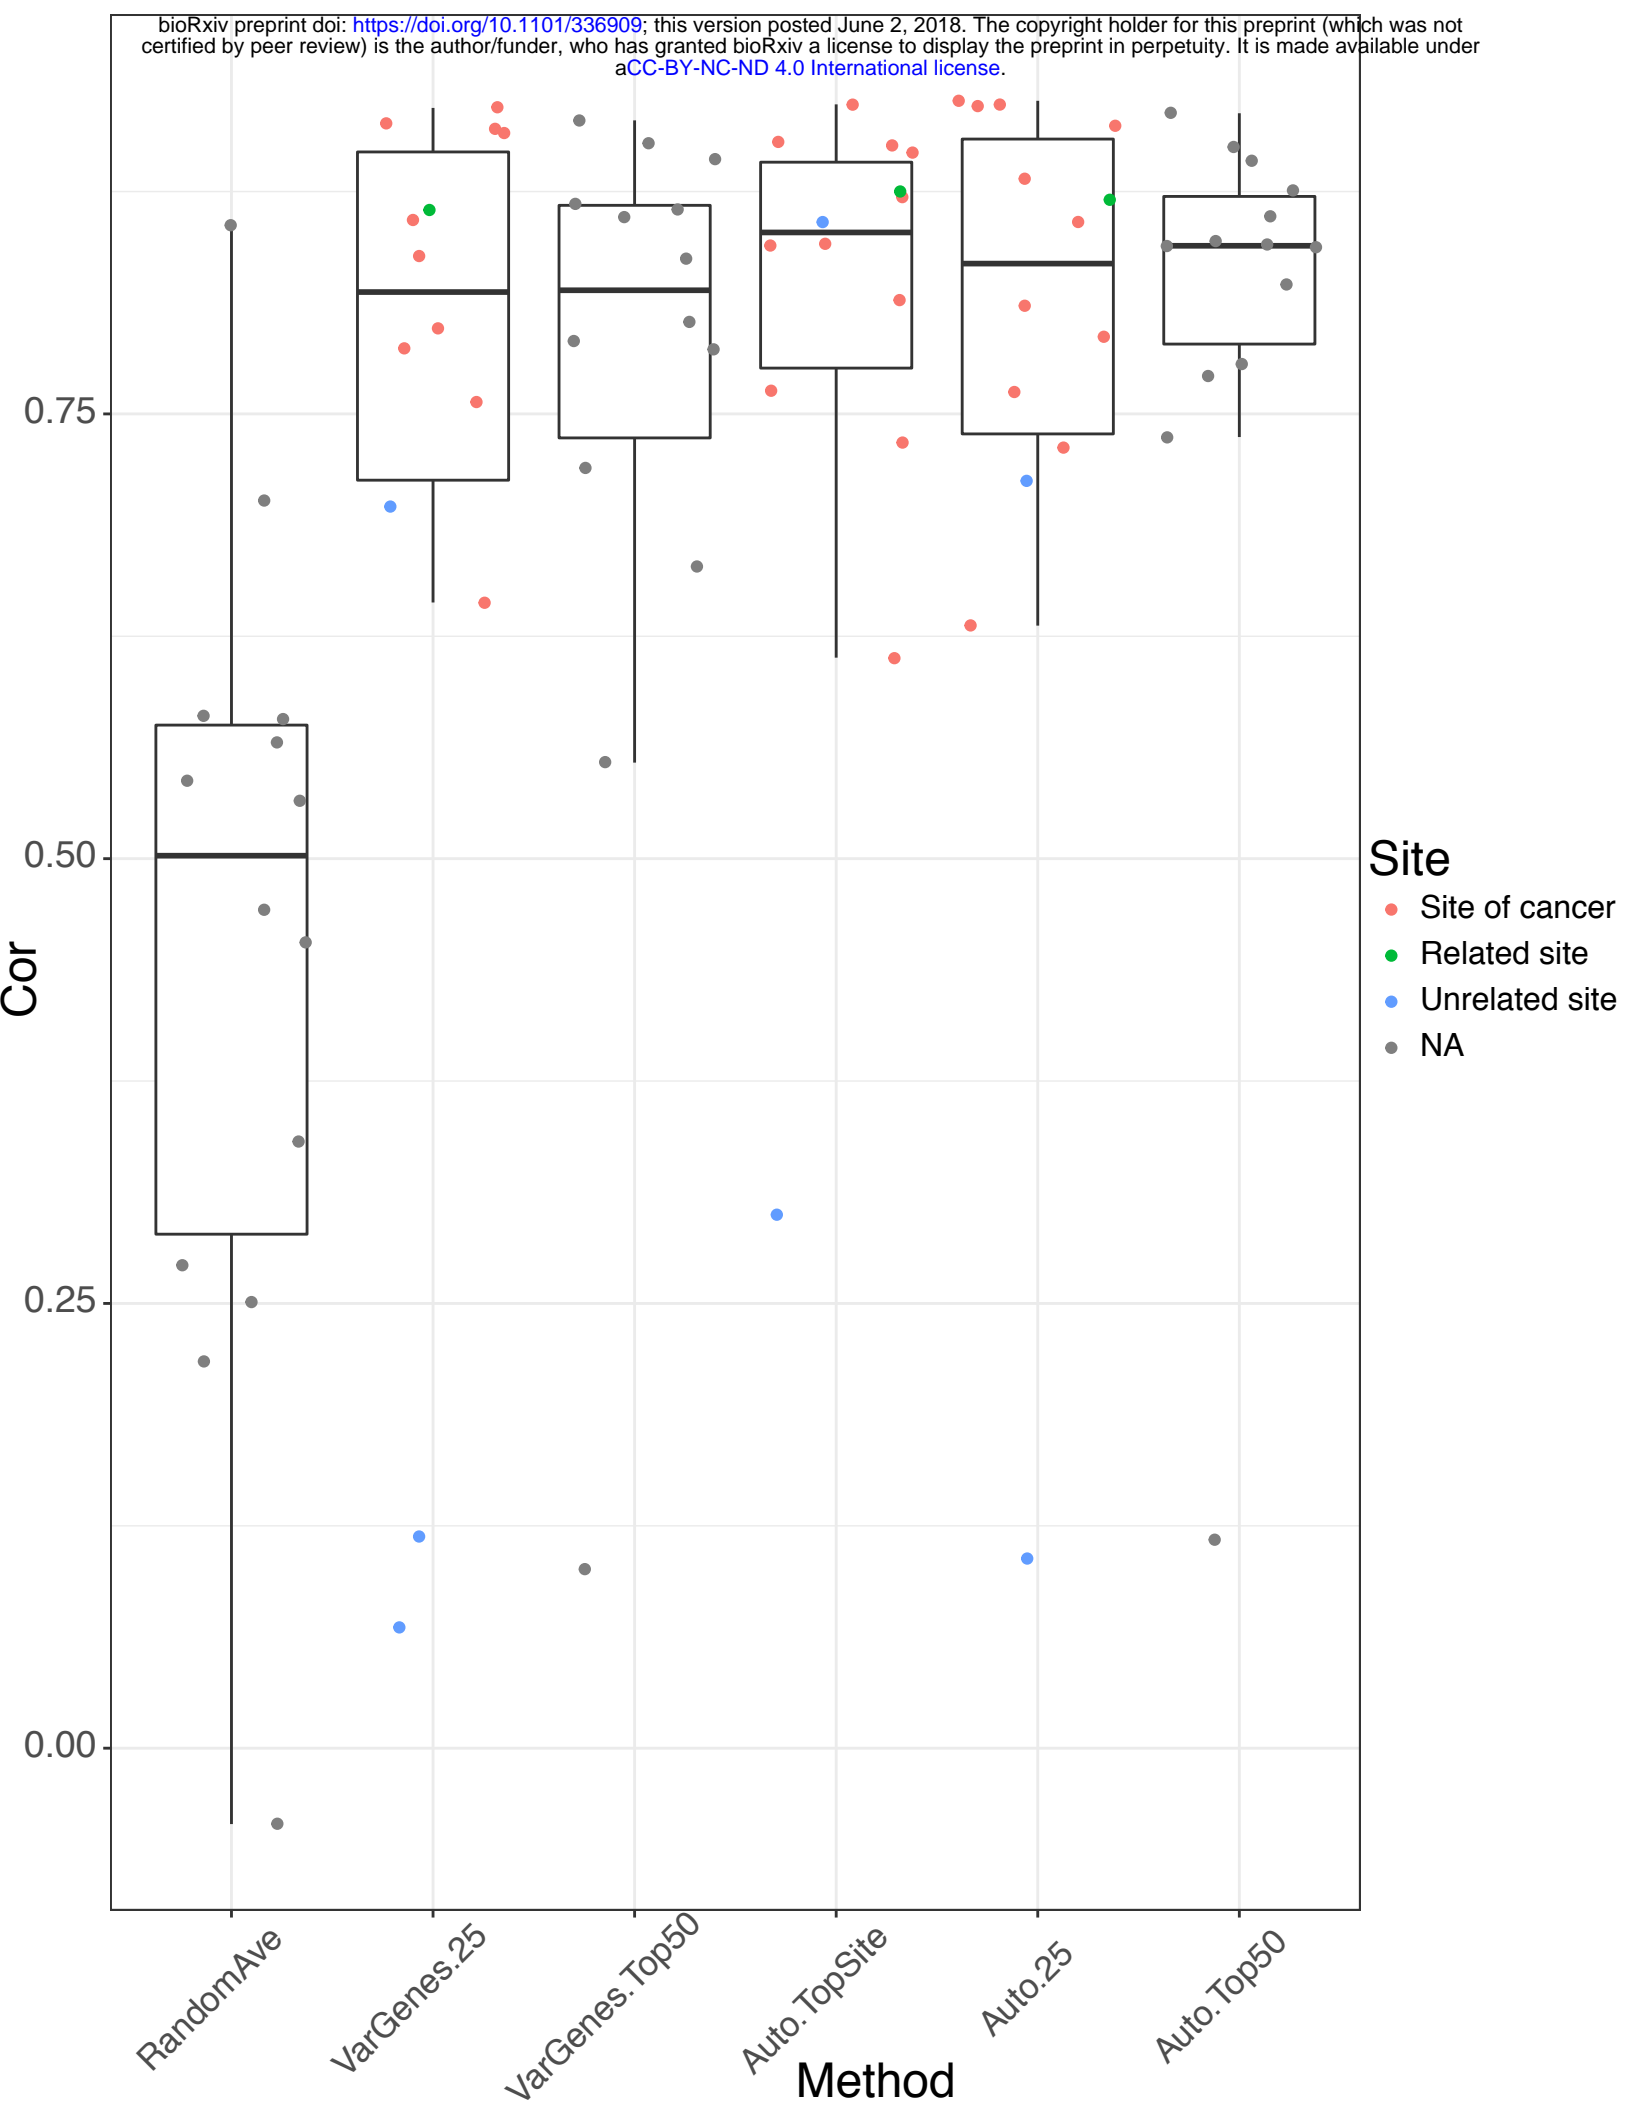 bioRxiv preprint doi: https://doi.org/10.1101/336909; this version posted June 2, 2018. The copyright holder for this preprint (which was not
certified by peer review) is the author/funder, who has granted bioRxiv a license to display the preprint in perpetuity. It is made available under
aCC-BY-NC-ND 4.0 International license.
0.75
0.50
0.25
0.00
Cor
RandomAve
VarGenes.25
VarGenes.Top50
Auto.TopSite
Auto.25
Auto.Top50
Method
Site
Site of cancer
Related site
Unrelated site
NA